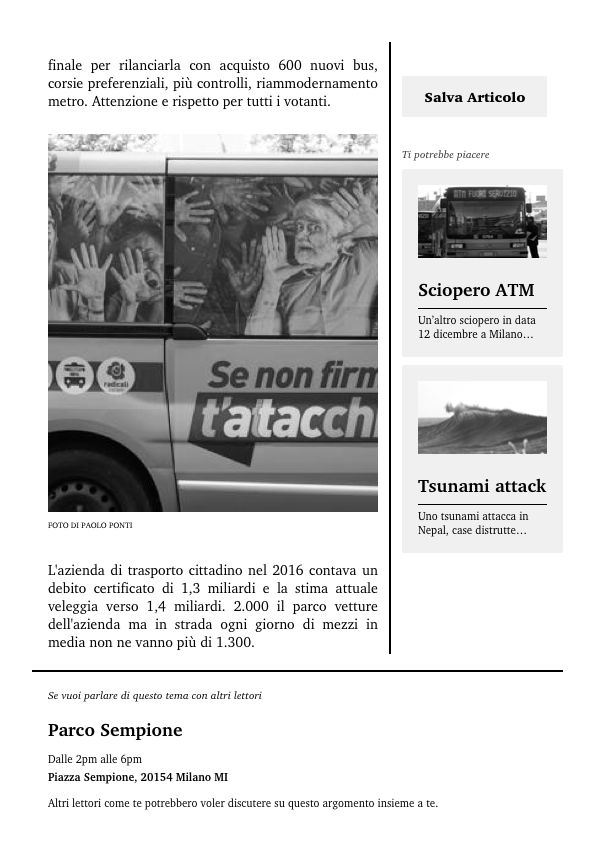 finale per rilanciarla con acquisto 600 nuovi bus,
corsie preferenziali, più controlli, riammodernamento
metro. Attenzione e rispetto per tutti i votanti.
radicali
Se non firm
t'atacchi
FOTO DI PAOLO PONTI
L'azienda di trasporto cittadino nel 2016 contava un
debito certificato di 1,3 miliardi e la stima attuale
veleggia verso 1,4 miliardi. 2.000 il parco vetture
dell'azienda ma in strada ogni giorno di mezzi in
media non ne vanno più di 1.300.
Salva Articolo
Ti potrebbe piacere
ATM FUORI SERVIZIO
Sciopero ATM
Un'altro sciopero in data
12 dicembre a Milano...
Tsunami attack
Uno tsunami attacca in
Nepal, case distrutte...
Se vuoi parlare di questo tema con altri lettori
Parco Sempione
Dalle 2pm alle 6pm
Piazza Sempione, 20154 Milano MI
Altri lettori come te potrebbero voler discutere su questo argomento insieme a te.